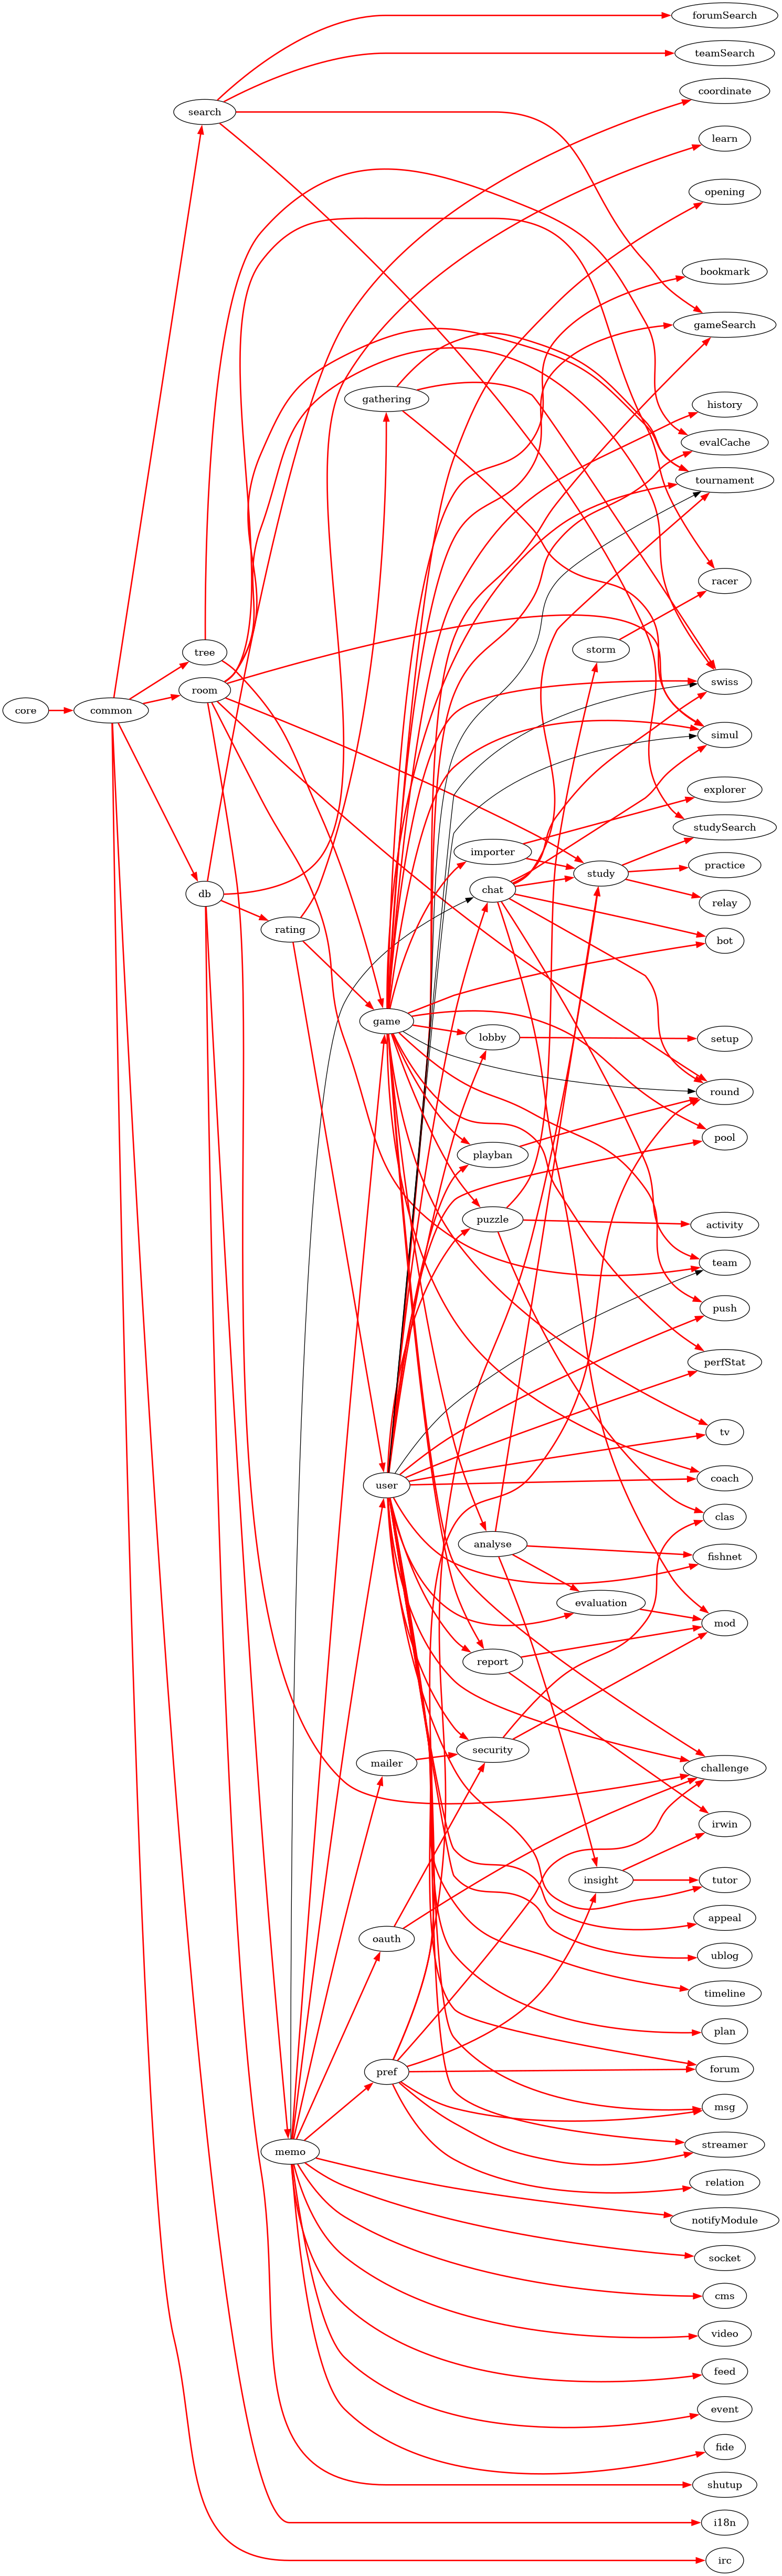 forumSearch
teamSearch
coordinate
search
learn
opening
bookmark
gameSearch
gathering
history
evalCache
tournament
racer
storm
tree
swiss
room
core
common
simul
explorer
studySearch
importer
practice
study
chat
db
relay
rating
bot
game
lobby
setup
round
pool
playban
puzzle
activity
team
push
perfStat
tv
coach
user
clas
analyse
fishnet
evaluation
mod
report
security
mailer
challenge
irwin
insight
tutor
appeal
oauth
ublog
timeline
plan
forum
pref
msg
streamer
memo
relation
notifyModule
socket
cms
video
feed
event
fide
shutup
i18n
irc